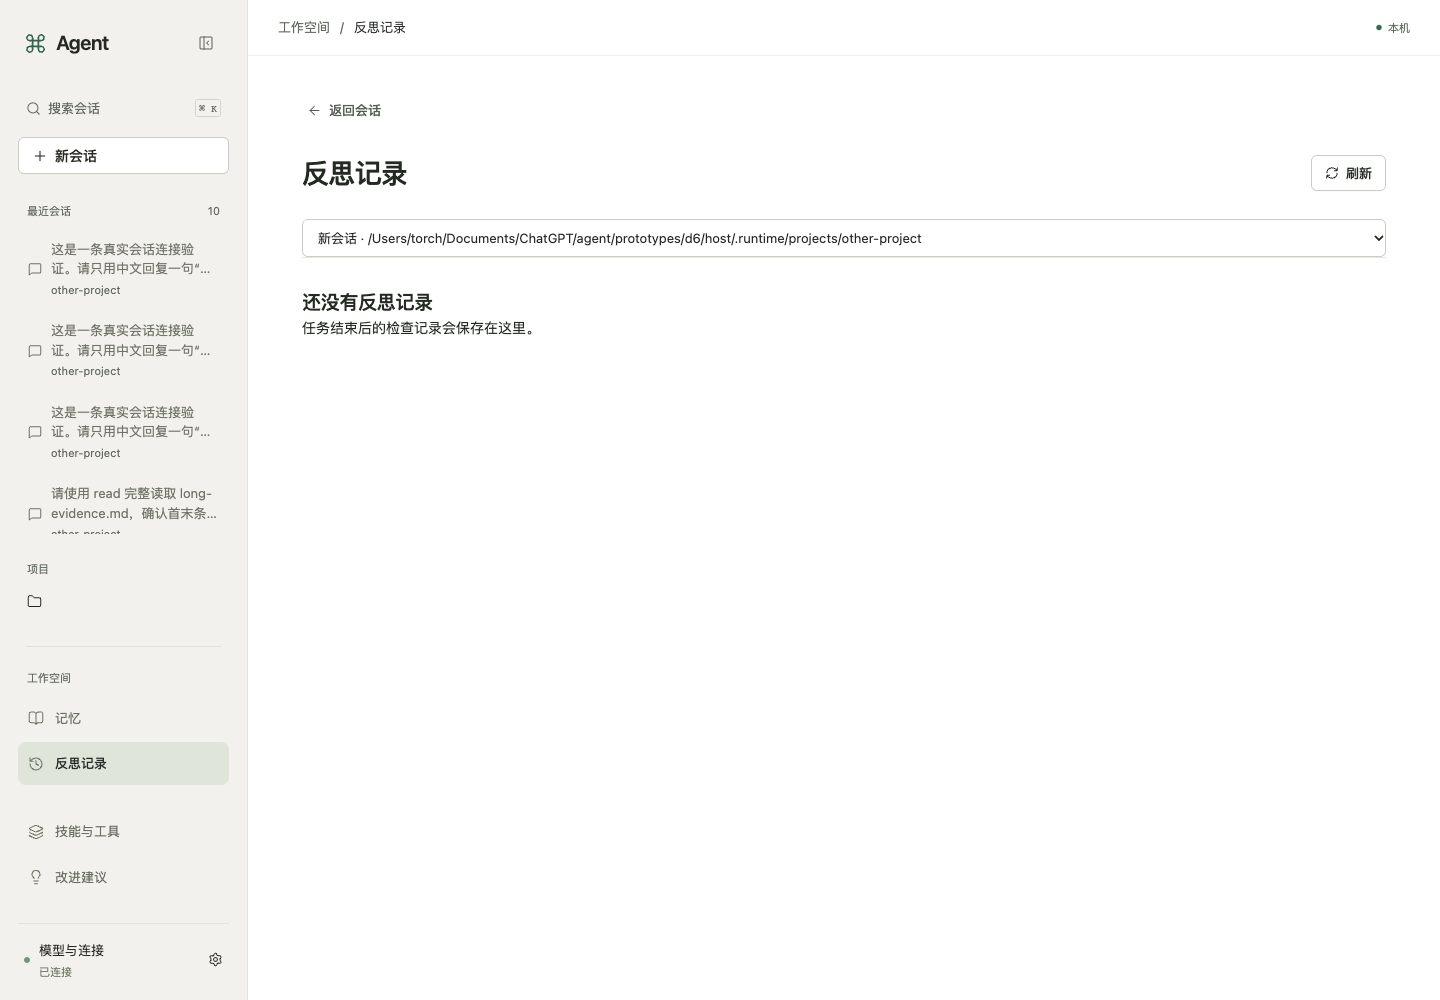 Agent
搜索会话
⌘ K
新会话
最近会话 10
这是一条真实会话连接验
证。请只用中文回复一句“...
other-project
这是一条真实会话连接验
证。请只用中文回复一句“...
other-project
这是一条真实会话连接验
证。请只用中文回复一句“...
other-project
请使用 read 完整读取 long-
evidence.md，确认首末条...
other-project
项目
工作空间
记忆
反思记录
技能与工具
改进建议
模型与连接
已连接
工作空间 / 反思记录
本机
返回会话
反思记录
刷新
新会话 · /Users/torch/Documents/ChatGPT/agent/prototypes/d6/host/.runtime/projects/other-project
还没有反思记录
任务结束后的检查记录会保存在这里。